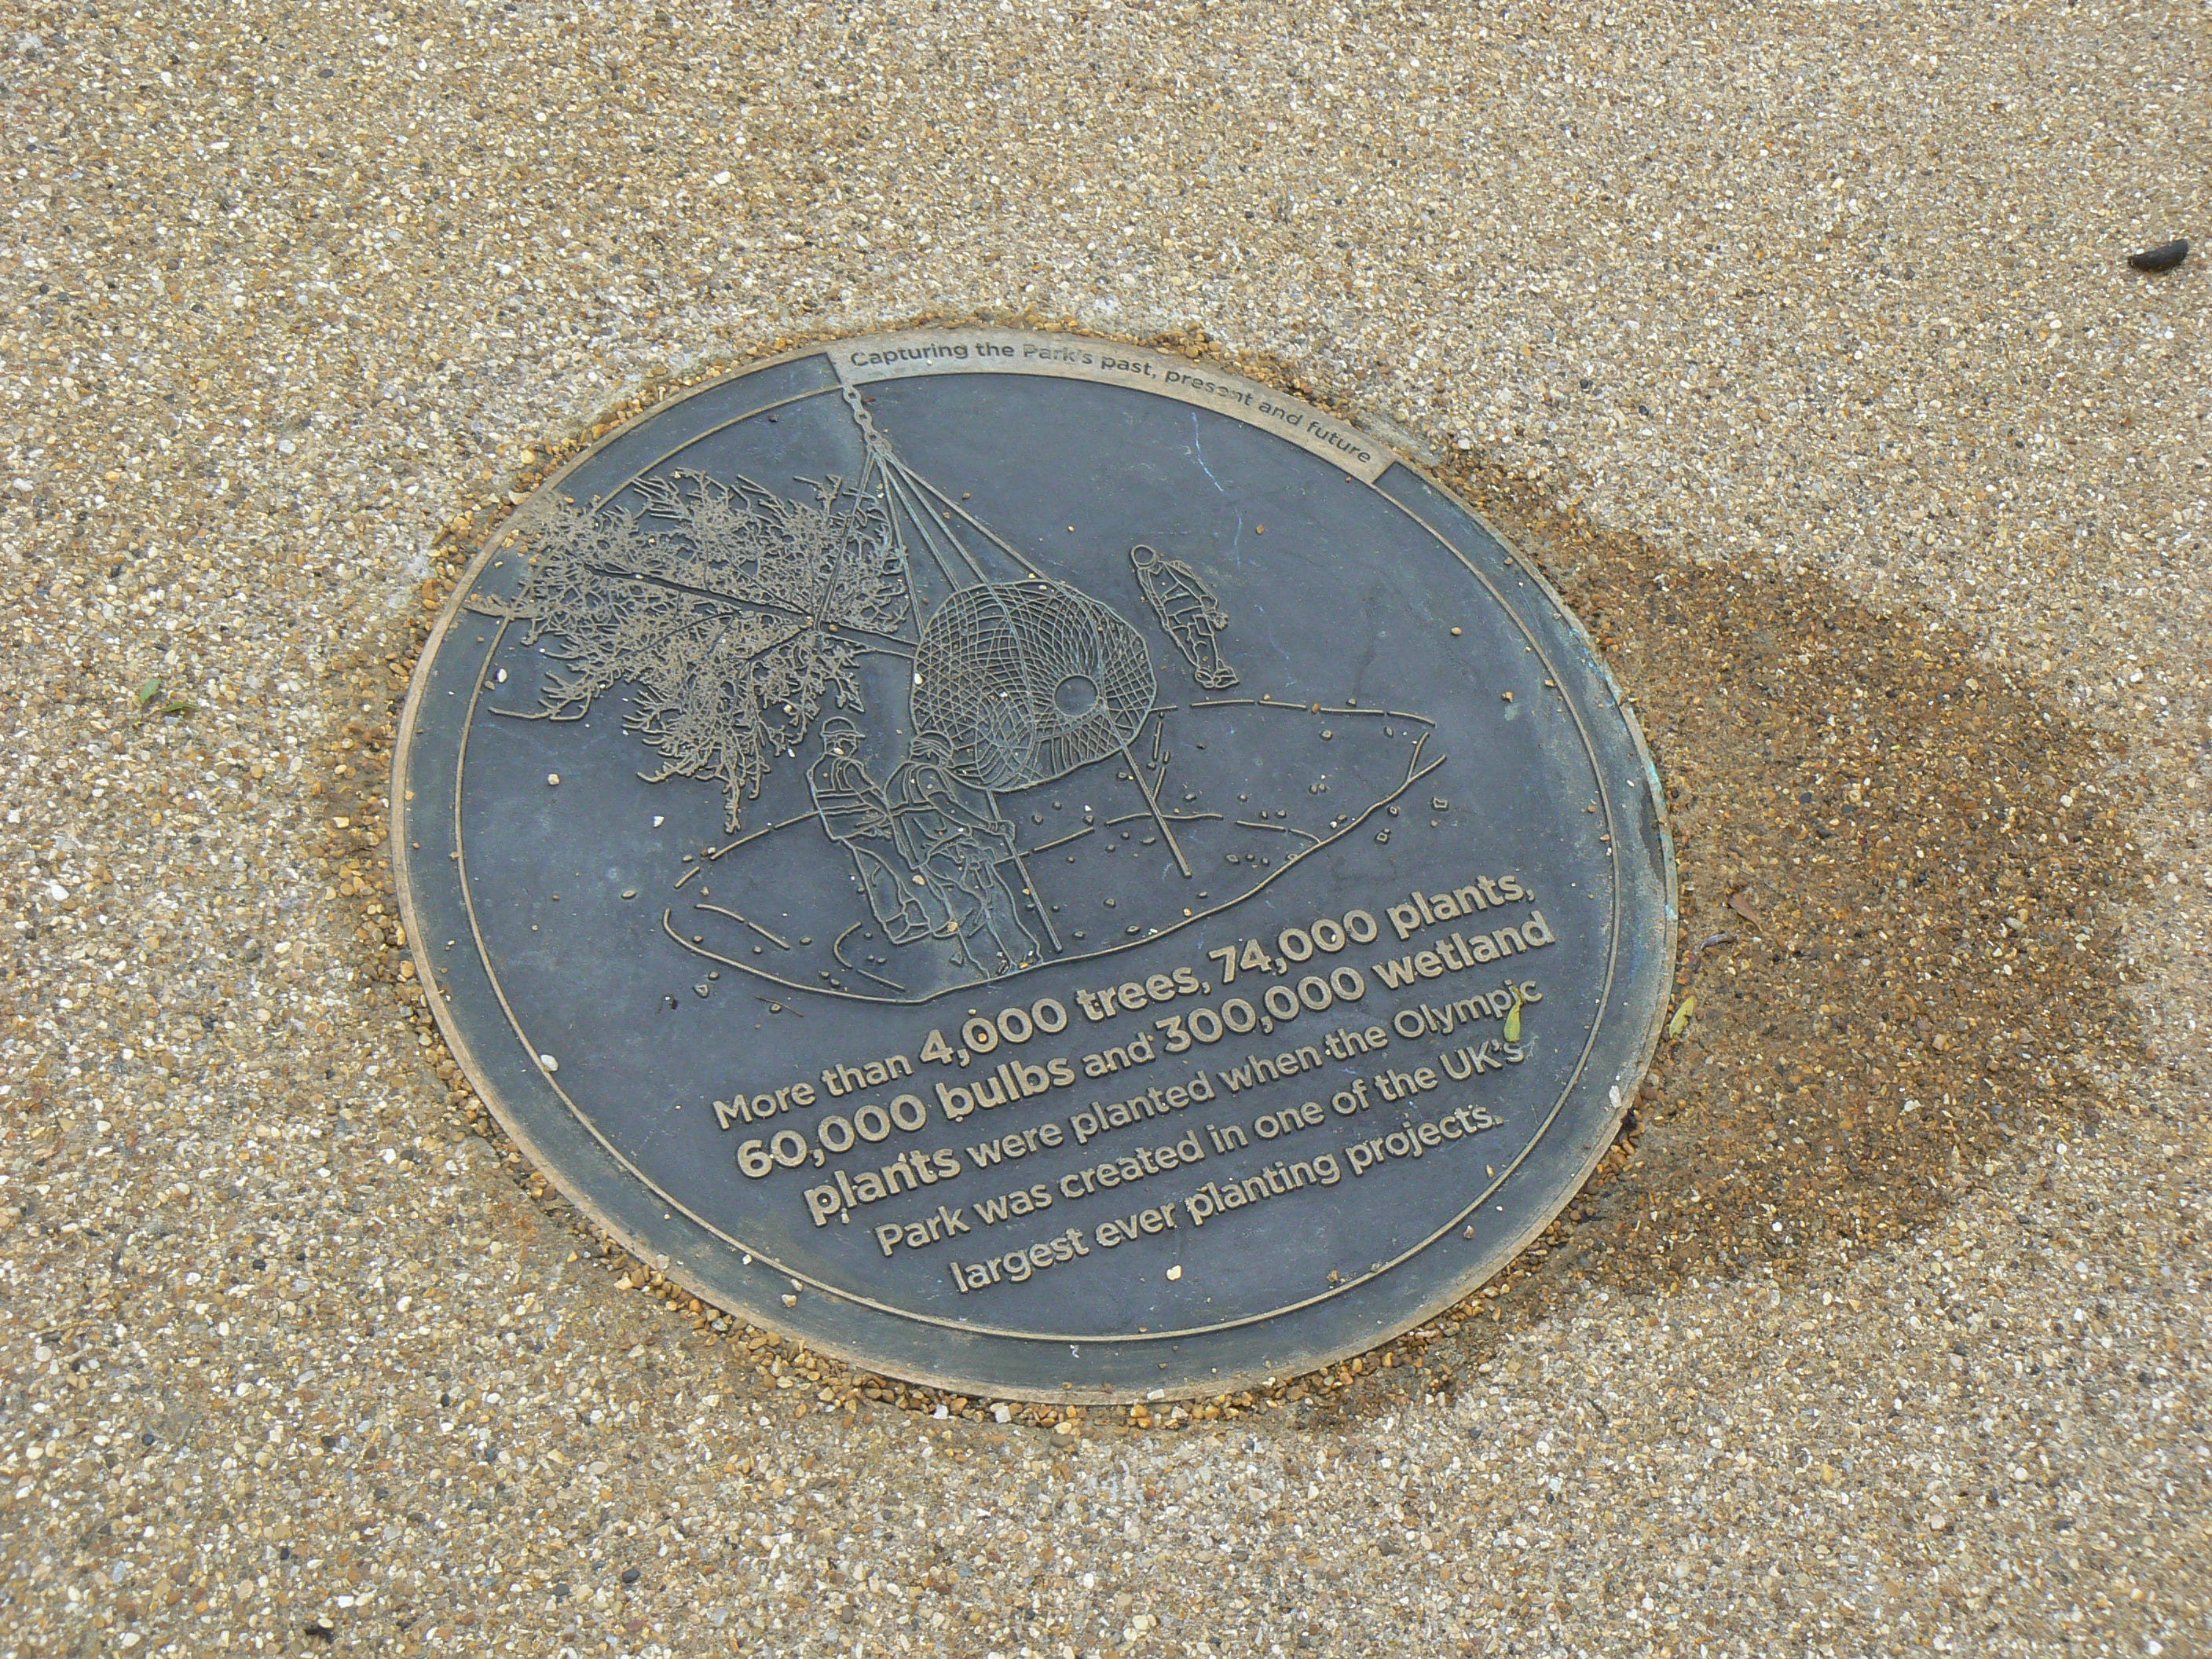 Capturing the Park's past, present and future
More than 4,000 trees, 74,000 plants,
60,000 bulbs and 300,000 wetland
plants were planted when the Olympic
Park was created in one of the UK's
largest ever planting projects.